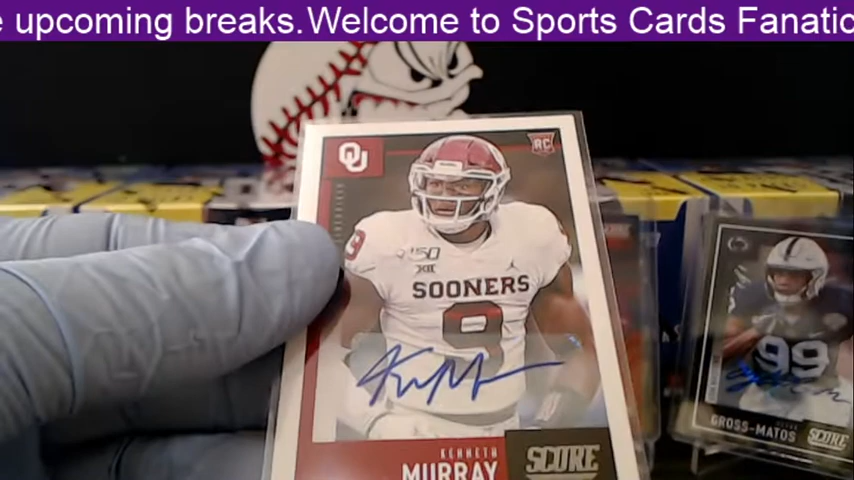 e upcoming breaks.Welcome to Sports Cards Fanatic
RC
OU
9
150
XII
SOONERS
9
KENNETH
MURRAY
SCORE
99
GROSS-MATOS
SCORE